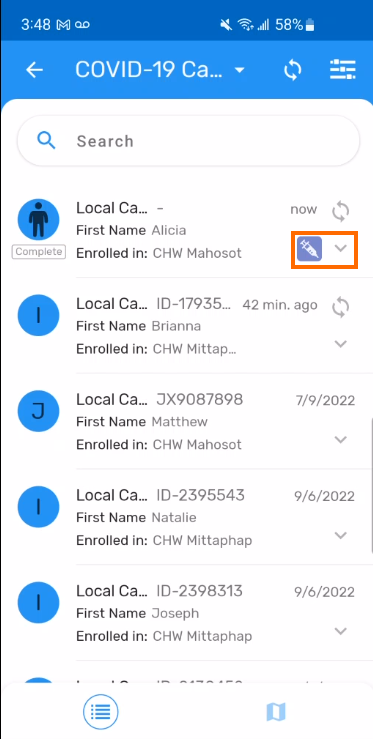 3:48 58%
COVID-19 Ca...
Search
Local Ca... - now
First Name Alicia
Complete
Enrolled in: CHW Mahosot
I
Local Ca... ID-17935... 42 min. ago
First Name Brianna
Enrolled in: CHW Mittap...
J
Local Ca... JX9087898 7/9/2022
First Name Matthew
Enrolled in: CHW Mahosot
I
Local Ca... ID-2395543 9/6/2022
First Name Natalie
Enrolled in: CHW Mittaphap
I
Local Ca... ID-2398313 9/6/2022
First Name Joseph
Enrolled in: CHW Mittaphap